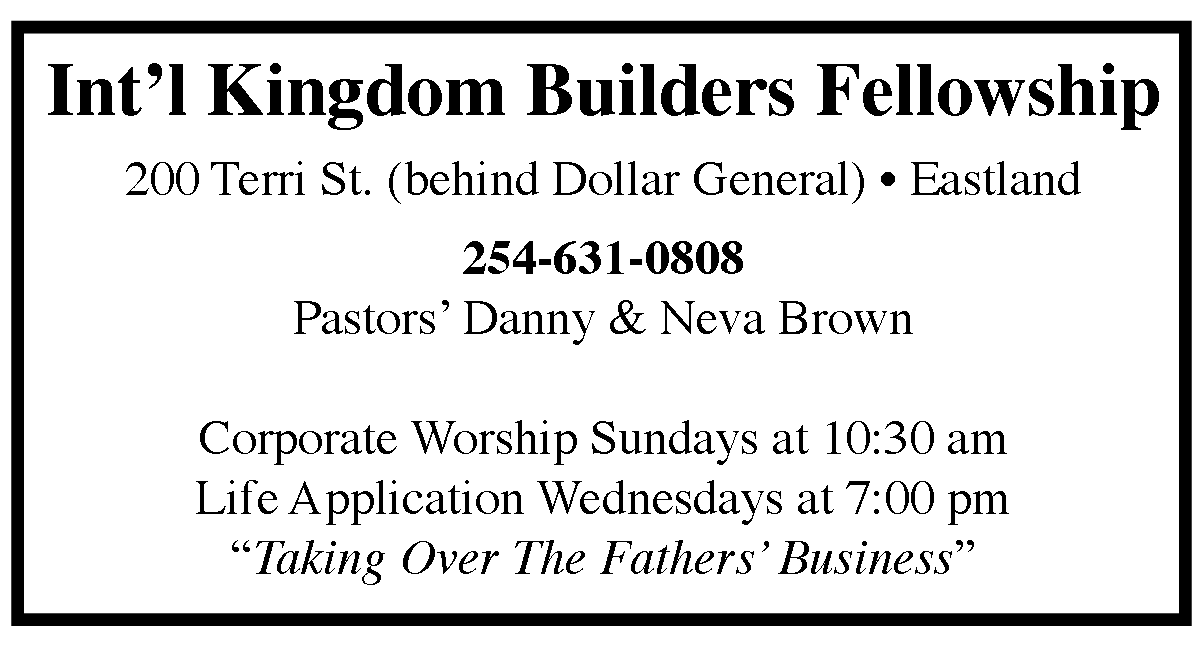 Int’l Kingdom Builders Fellowship
200 Terri St. (behind Dollar General) • Eastland
254-631-0808
Pastors’ Danny & Neva Brown
Corporate Worship Sundays at 10:30 am
Life Application Wednesdays at 7:00 pm
“Taking Over The Fathers’ Business”